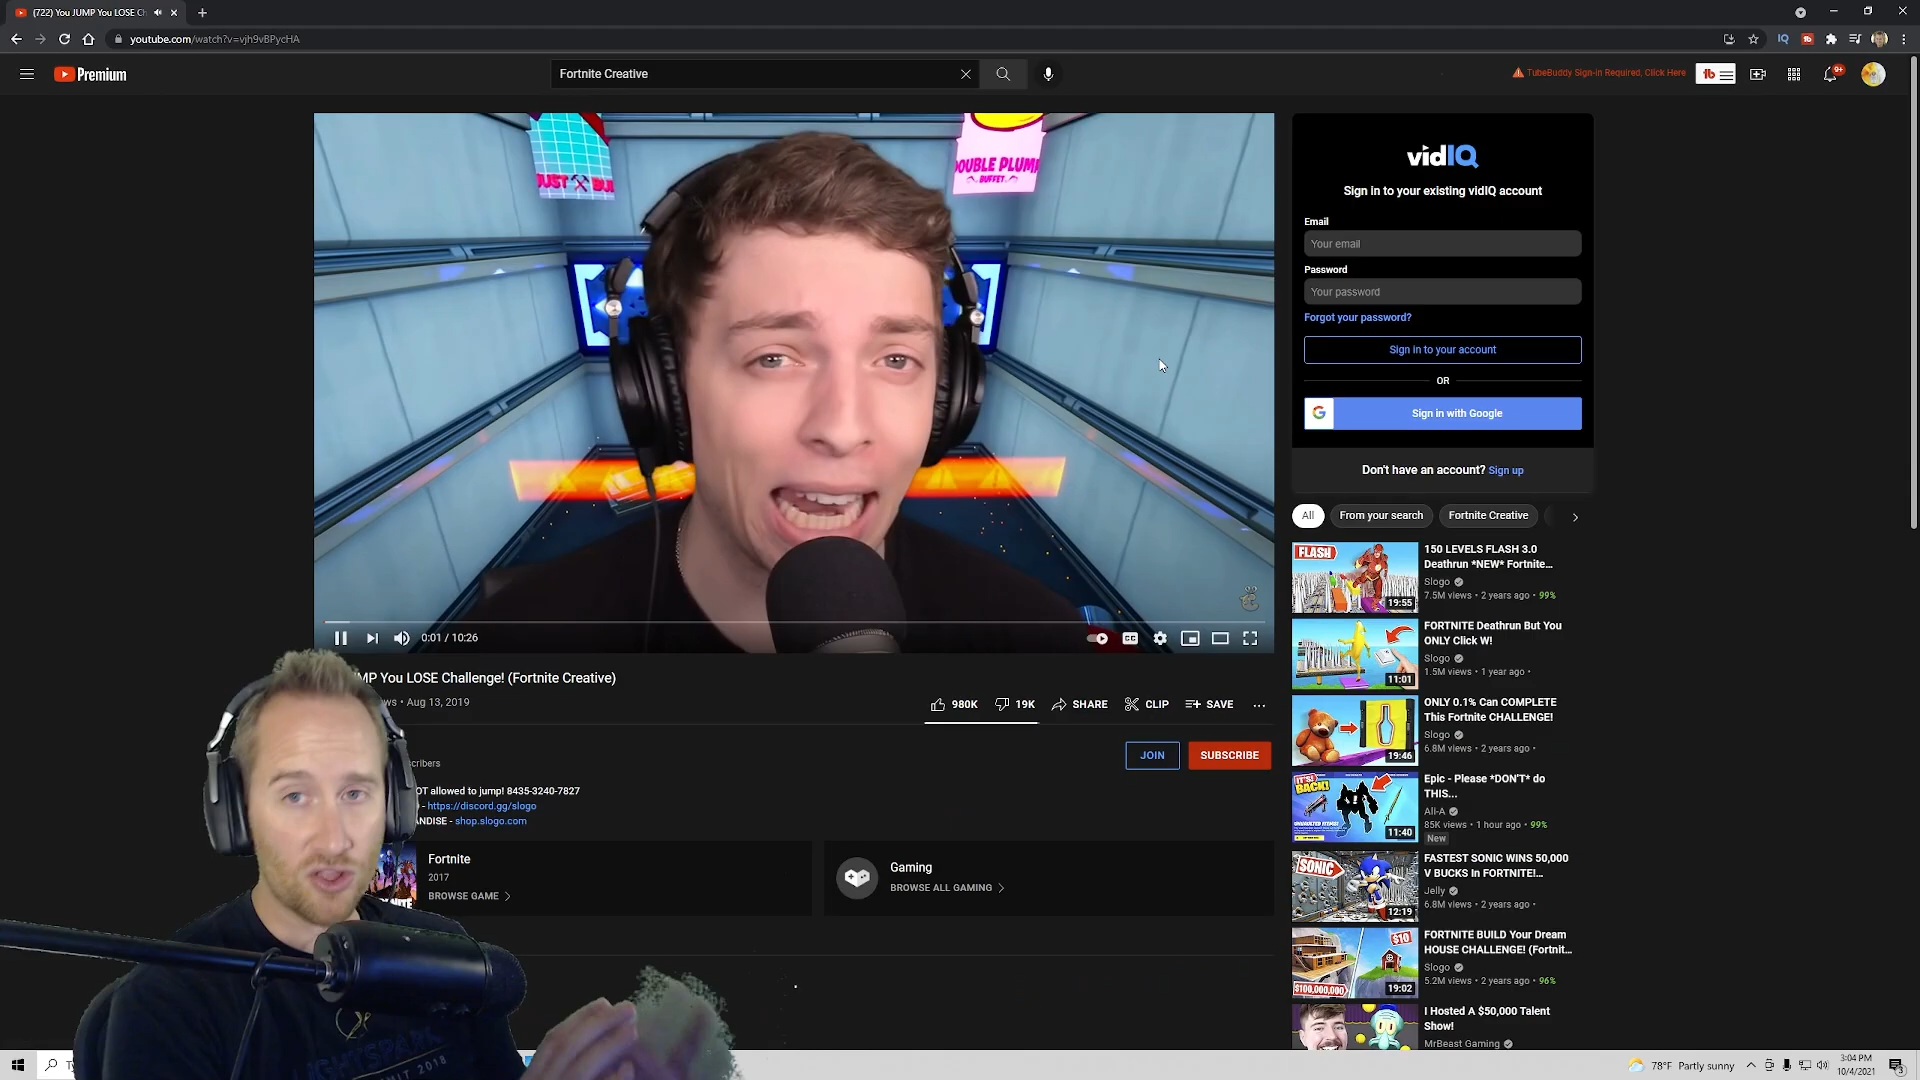 (722) You JUMP You LOSE Ch
youtube.com/watch?v=vjh9vBPycHA
Premium
Fortnite Creative
TubeBuddy Sign-in Required, Click Here
tb
9+
DOUBLE PLUMP
BUFFET
vidIQ
Sign in to your existing vidIQ account
Email
Your email
Password
Your password
Forgot your password?
Sign in to your account
OR
Sign in with Google
Don't have an account? Sign up
All
From your search
Fortnite Creative
0:01 / 10:26
CC
MP You LOSE Challenge! (Fortnite Creative)
ws • Aug 13, 2019
980K
19K
SHARE
CLIP
SAVE
scribers
JOIN
SUBSCRIBE
OT allowed to jump! 8435-3240-7827
- https://discord.gg/slogo
ANDISE - shop.slogo.com
Fortnite
2017
BROWSE GAME
Gaming
BROWSE ALL GAMING
FLASH
19:55
150 LEVELS FLASH 3.0
Deathrun *NEW* Fortnite...
Slogo
7.5M views • 2 years ago • 99%
11:01
FORTNITE Deathrun But You
ONLY Click W!
Slogo
1.5M views • 1 year ago •
19:46
ONLY 0.1% Can COMPLETE
This Fortnite CHALLENGE!
Slogo
6.8M views • 2 years ago •
IT'S
BACK!
11:40
Epic - Please *DON'T* do
THIS...
Ali-A
85K views • 1 hour ago • 99%
New
SONIC
12:19
FASTEST SONIC WINS 50,000
V BUCKS In FORTNITE!...
Jelly
6.8M views • 2 years ago •
$10
$100,000,000
19:02
FORTNITE BUILD Your Dream
HOUSE CHALLENGE! (Fortnit...
Slogo
5.2M views • 2 years ago • 96%
I Hosted A $50,000 Talent
Show!
MrBeast Gaming
2018
78°F Partly sunny
3:04 PM
10/4/2021